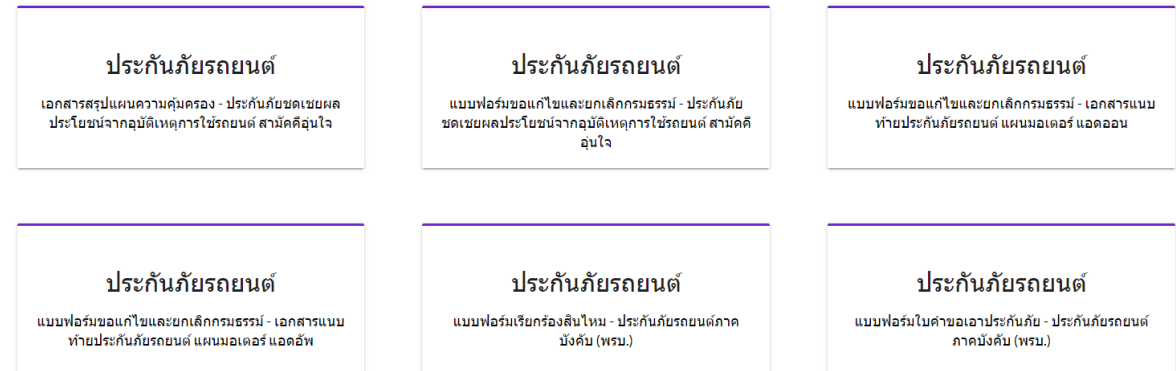 ประกันภัยรถยนต์
เอกสารสรุปแผนความคุ้มครอง - ประกันภัยชดเชยผล
ประโยชน์จากอุบัติเหตุการใช้รถยนต์ สามัคคีอุ่นใจ
ประกันภัยรถยนต์
แบบฟอร์มขอแก้ไขและยกเลิกกรมธรรม์ - ประกันภัย
ชดเชยผลประโยชน์จากอุบัติเหตุการใช้รถยนต์ สามัคคี
อุ่นใจ
ประกันภัยรถยนต์
แบบฟอร์มขอแก้ไขและยกเลิกกรมธรรม์ - เอกสารแนบ
ท้ายประกันภัยรถยนต์ แผนมอเตอร์ แอดออน
ประกันภัยรถยนต์
แบบฟอร์มขอแก้ไขและยกเลิกกรมธรรม์ - เอกสารแนบ
ท้ายประกันภัยรถยนต์ แผนมอเตอร์ แอดอัพ
ประกันภัยรถยนต์
แบบฟอร์มเรียกร้องสินไหม - ประกันภัยรถยนต์ภาค
บังคับ (พรบ.)
ประกันภัยรถยนต์
แบบฟอร์มใบคำขอเอาประกันภัย - ประกันภัยรถยนต์
ภาคบังคับ (พรบ.)